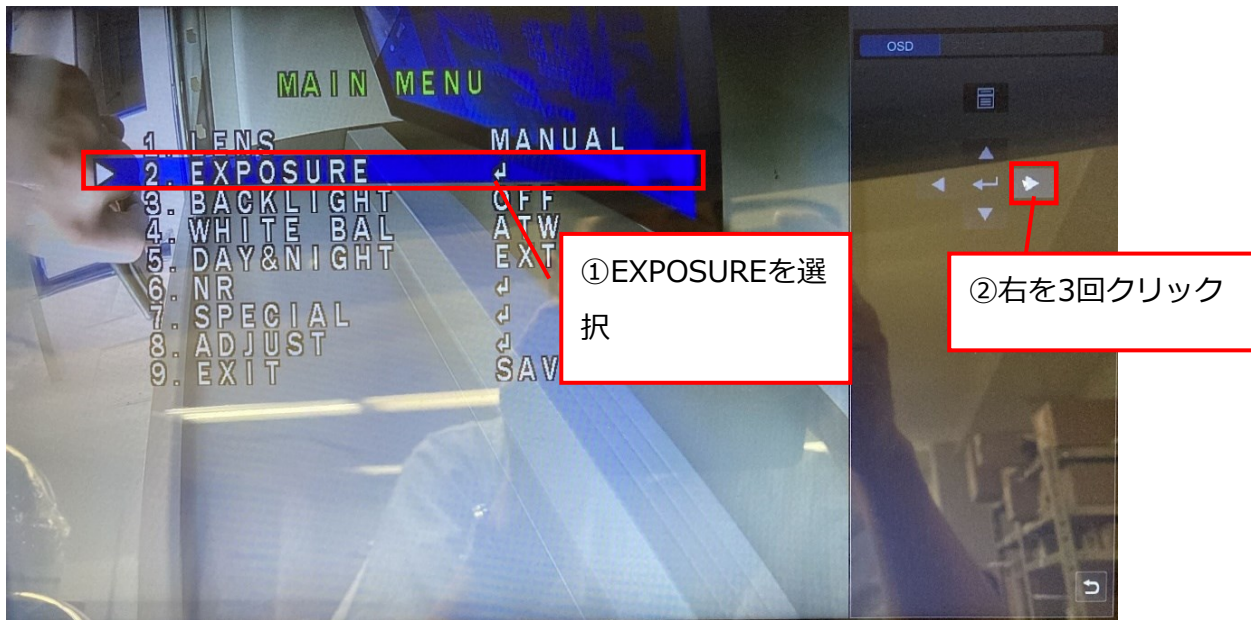 OSD
MAIN MENU
1. LENS MANUAL
2. EXPOSURE ↲
3. BACKLIGHT OFF
4. WHITE BAL ATW
5. DAY&NIGHT EXT
6. NR ↲
7. SPECIAL ↲
8. ADJUST ↲
9. EXIT SAV
①EXPOSUREを選
択
②右を3回クリック